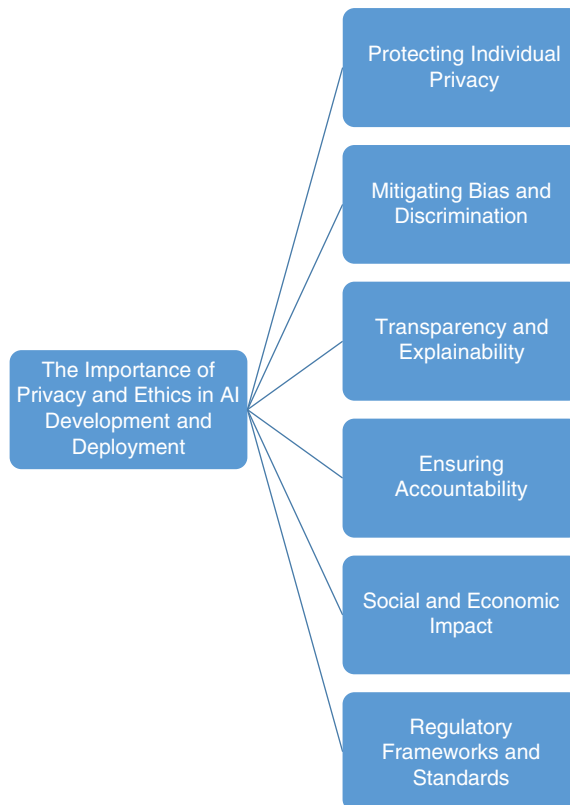 Protecting Individual
Privacy
Mitigating Bias and
Discrimination
Transparency and
Explainability
The Importance of
Privacy and Ethics in AI
Development and
Deployment
Ensuring
Accountability
Social and Economic
Impact
Regulatory
Frameworks and
Standards